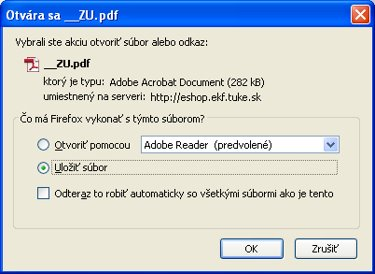 Otvára sa __ZU.pdf
Vybrali ste akciu otvoriť súbor alebo odkaz:
__ZU.pdf
ktorý je typu: Adobe Acrobat Document (282 kB)
umiestnený na serveri: http://eshop.ekf.tuke.sk
Čo má Firefox vykonať s týmto súborom?
Otvoriť pomocou Adobe Reader (predvolené)
Uložiť súbor
Odteraz to robiť automaticky so všetkými súbormi ako je tento
OK Zrušiť